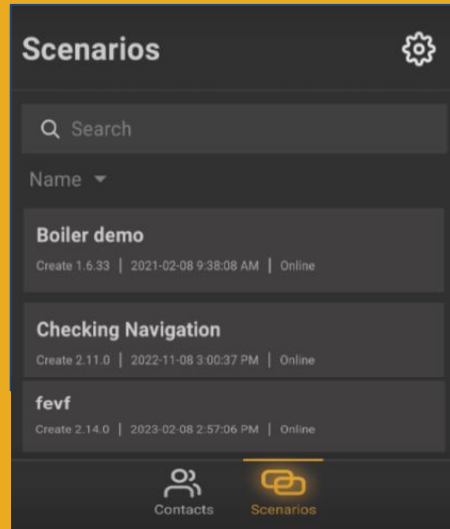 Scenarios
Search
Name
Boiler demo
Create 1.6.33 | 2021-02-08 9:38:08 AM | Online
Checking Navigation
Create 2.11.0 | 2022-11-08 3:00:37 PM | Online
fevf
Create 2.14.0 | 2023-02-08 2:57:06 PM | Online
Contacts Scenarios